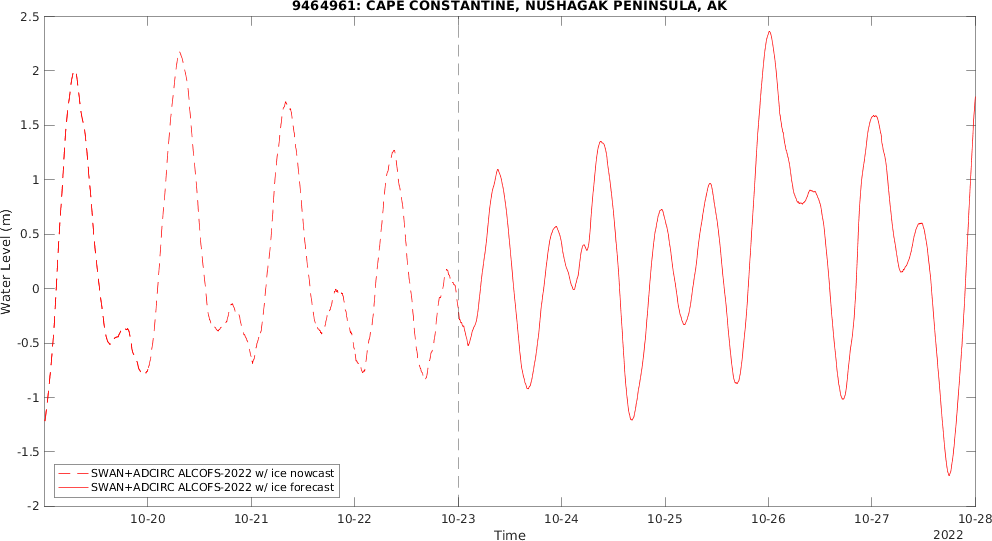 9464961: CAPE CONSTANTINE, NUSHAGAK PENINSULA, AK
2.5
2
1.5
1
0.5
0
-0.5
-1
-1.5
-2
Water Level (m)
SWAN+ADCIRC ALCOFS-2022 w/ ice nowcast
SWAN+ADCIRC ALCOFS-2022 w/ ice forecast
10-20 10-21 10-22 10-23 10-24 10-25 10-26 10-27 10-28
Time
2022